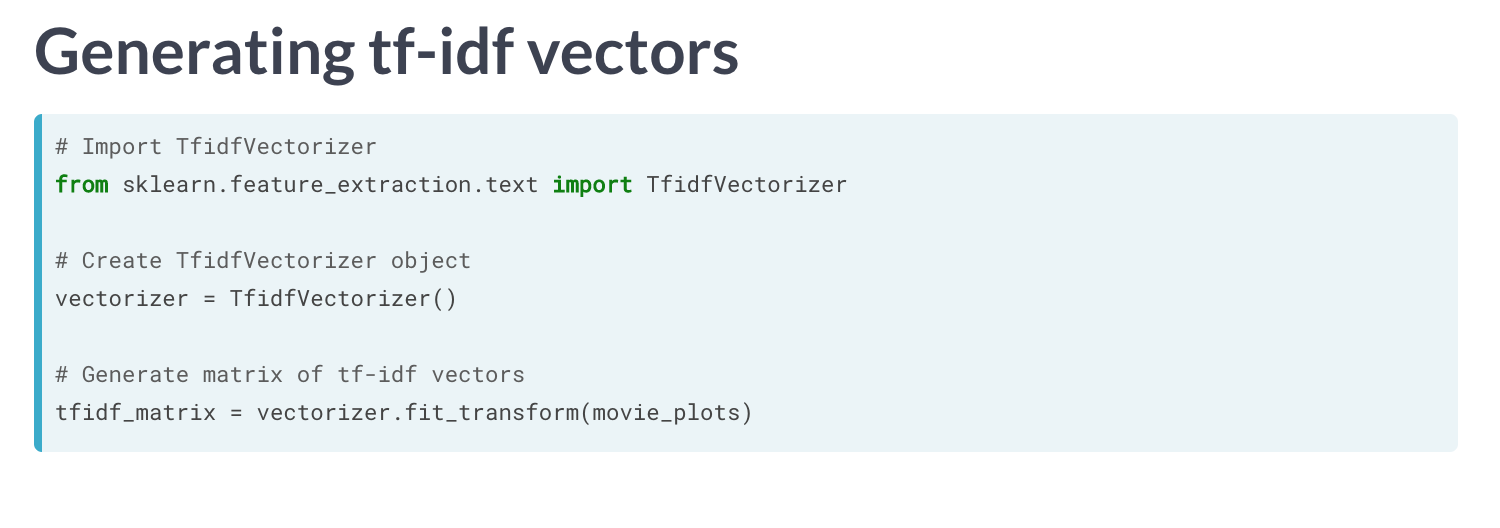 Generating tf-idf vectors
# Import TfidfVectorizer
from sklearn.feature_extraction.text import TfidfVectorizer
# Create TfidfVectorizer object
vectorizer = TfidfVectorizer()
# Generate matrix of tf-idf vectors
tfidf_matrix = vectorizer.fit_transform(movie_plots)